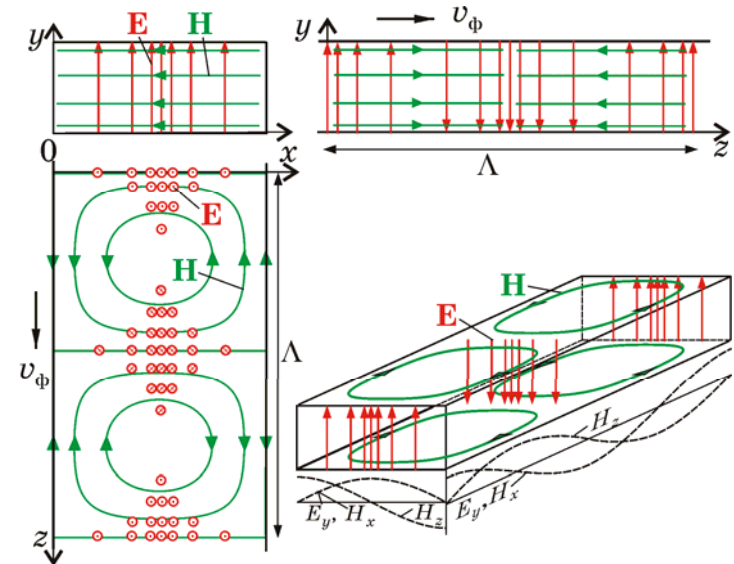 y E H
x
y v_ф
z
Λ
0
E
H
v_ф
Λ
z
H
E
H_z
E_y, H_x H_z E_y, H_x